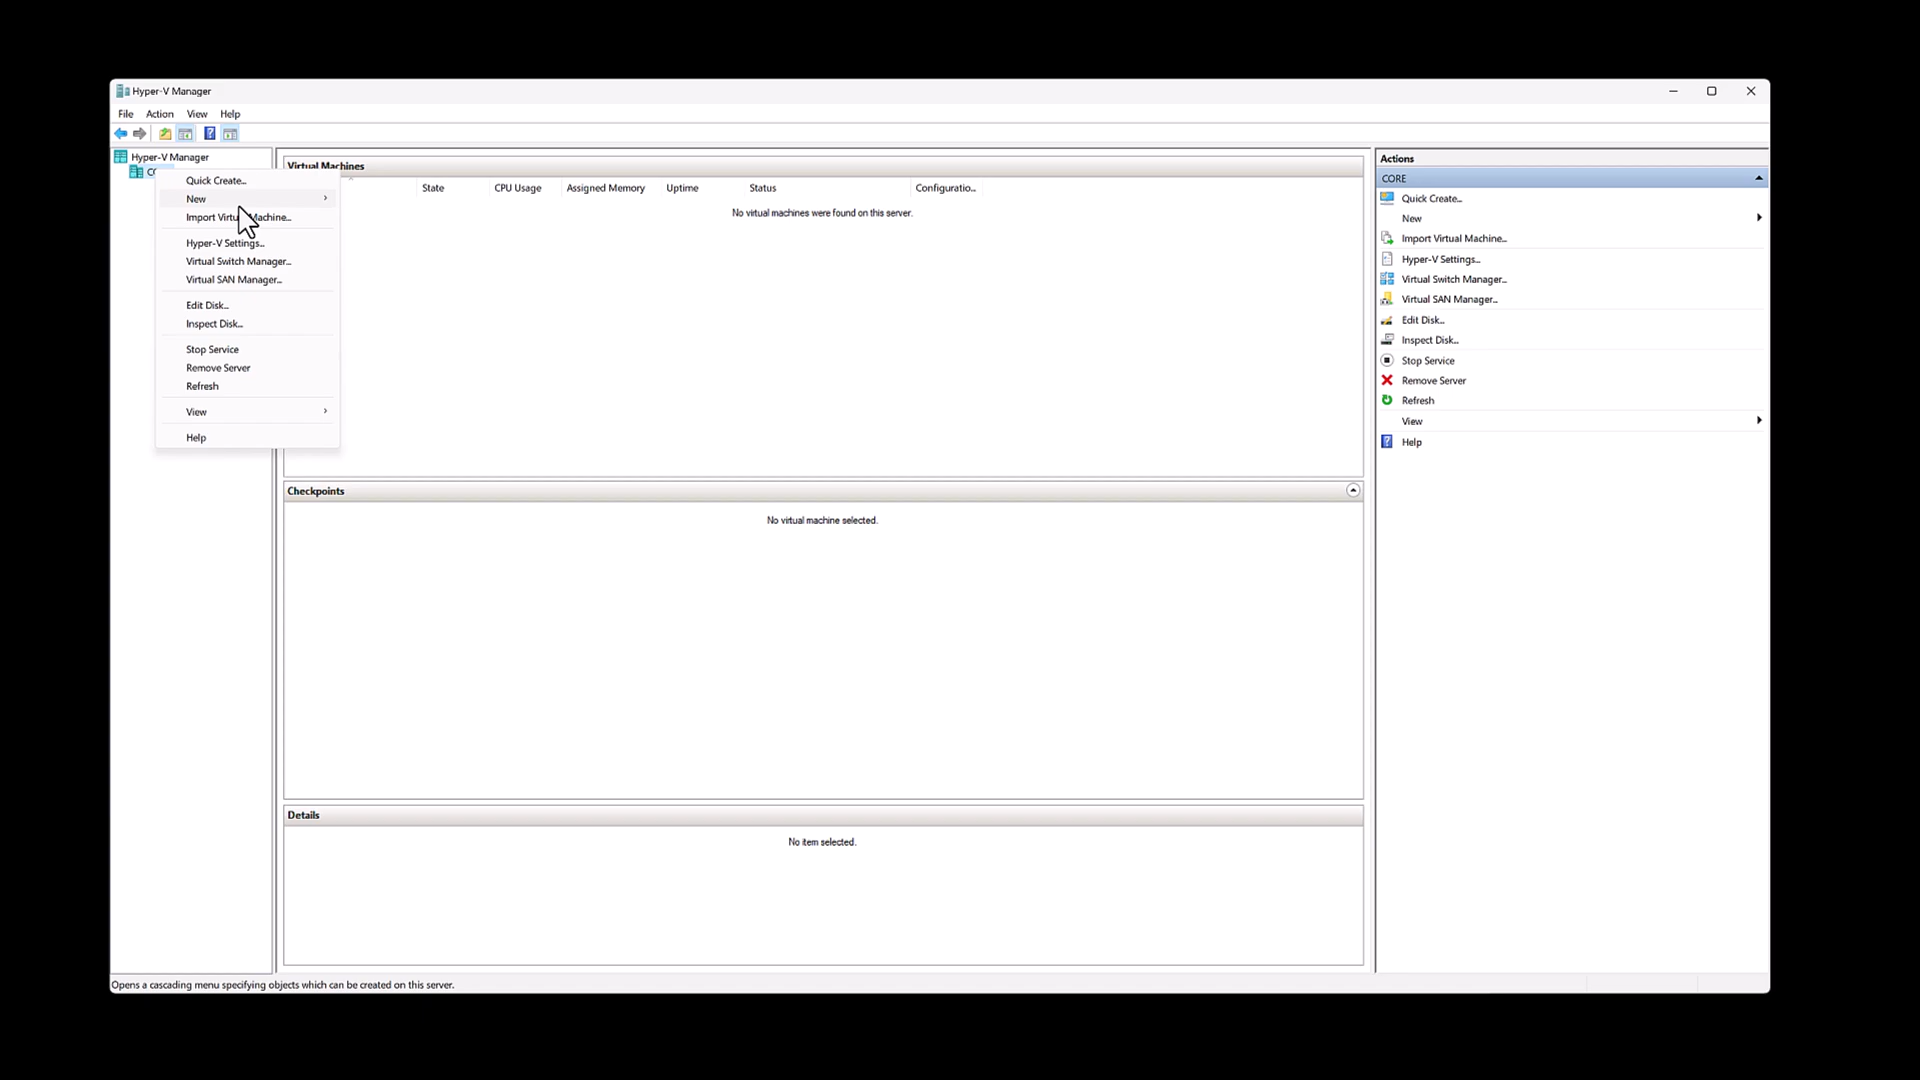 Hyper-V Manager
File Action View Help
Hyper-V Manager
Quick Create...
New
Import Virtual Machine...
Hyper-V Settings...
Virtual Switch Manager...
Virtual SAN Manager...
Edit Disk...
Inspect Disk...
Stop Service
Remove Server
Refresh
View
Help
Virtual Machines
State CPU Usage Assigned Memory Uptime Status Configuratio...
No virtual machines were found on this server.
Checkpoints
No virtual machine selected.
Details
No item selected.
Actions
CORE
Quick Create...
New
Import Virtual Machine...
Hyper-V Settings...
Virtual Switch Manager...
Virtual SAN Manager...
Edit Disk...
Inspect Disk...
Stop Service
Remove Server
Refresh
View
Help
Opens a cascading menu specifying objects which can be created on this server.